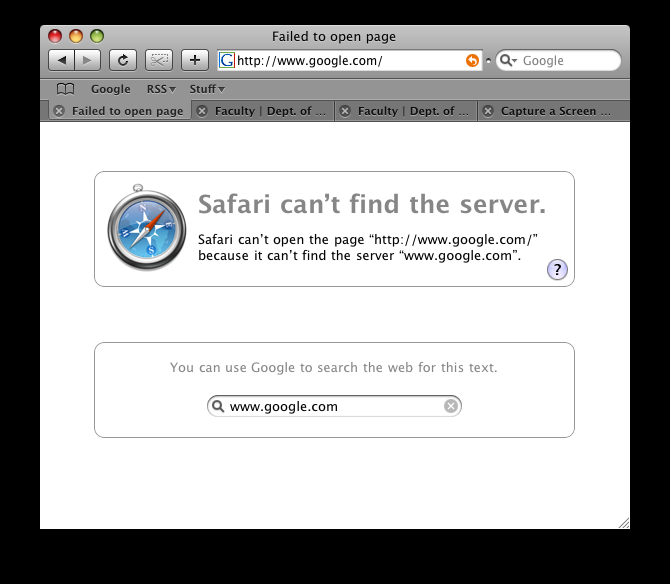 Failed to open page
http://www.google.com/
Google
Google RSS Stuff
Failed to open page Faculty | Dept. of ... Faculty | Dept. of ... Capture a Screen ...
Safari can’t find the server.
Safari can’t open the page “http://www.google.com/”
because it can’t find the server “www.google.com”.
?
You can use Google to search the web for this text.
www.google.com